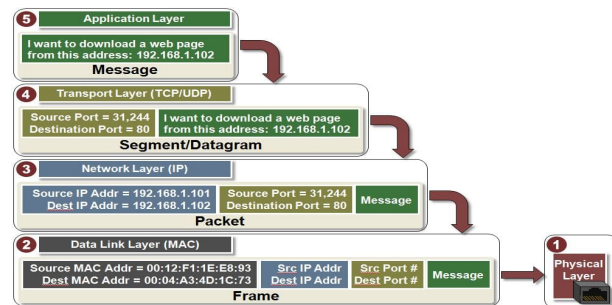 5 Application Layer
I want to download a web page
from this address: 192.168.1.102
Message
4 Transport Layer (TCP/UDP)
Source Port = 31,244
Destination Port = 80
I want to download a web page
from this address: 192.168.1.102
Segment/Datagram
3 Network Layer (IP)
Source IP Addr = 192.168.1.101
Dest IP Addr = 192.168.1.102
Source Port = 31,244
Destination Port = 80
Message
Packet
2 Data Link Layer (MAC)
Source MAC Addr = 00:12:F1:1E:E8:93
Dest MAC Addr = 00:04:A3:4D:1C:73
Src IP Addr
Dest IP Addr
Src Port #
Dest Port #
Message
Frame
1
Physical
Layer